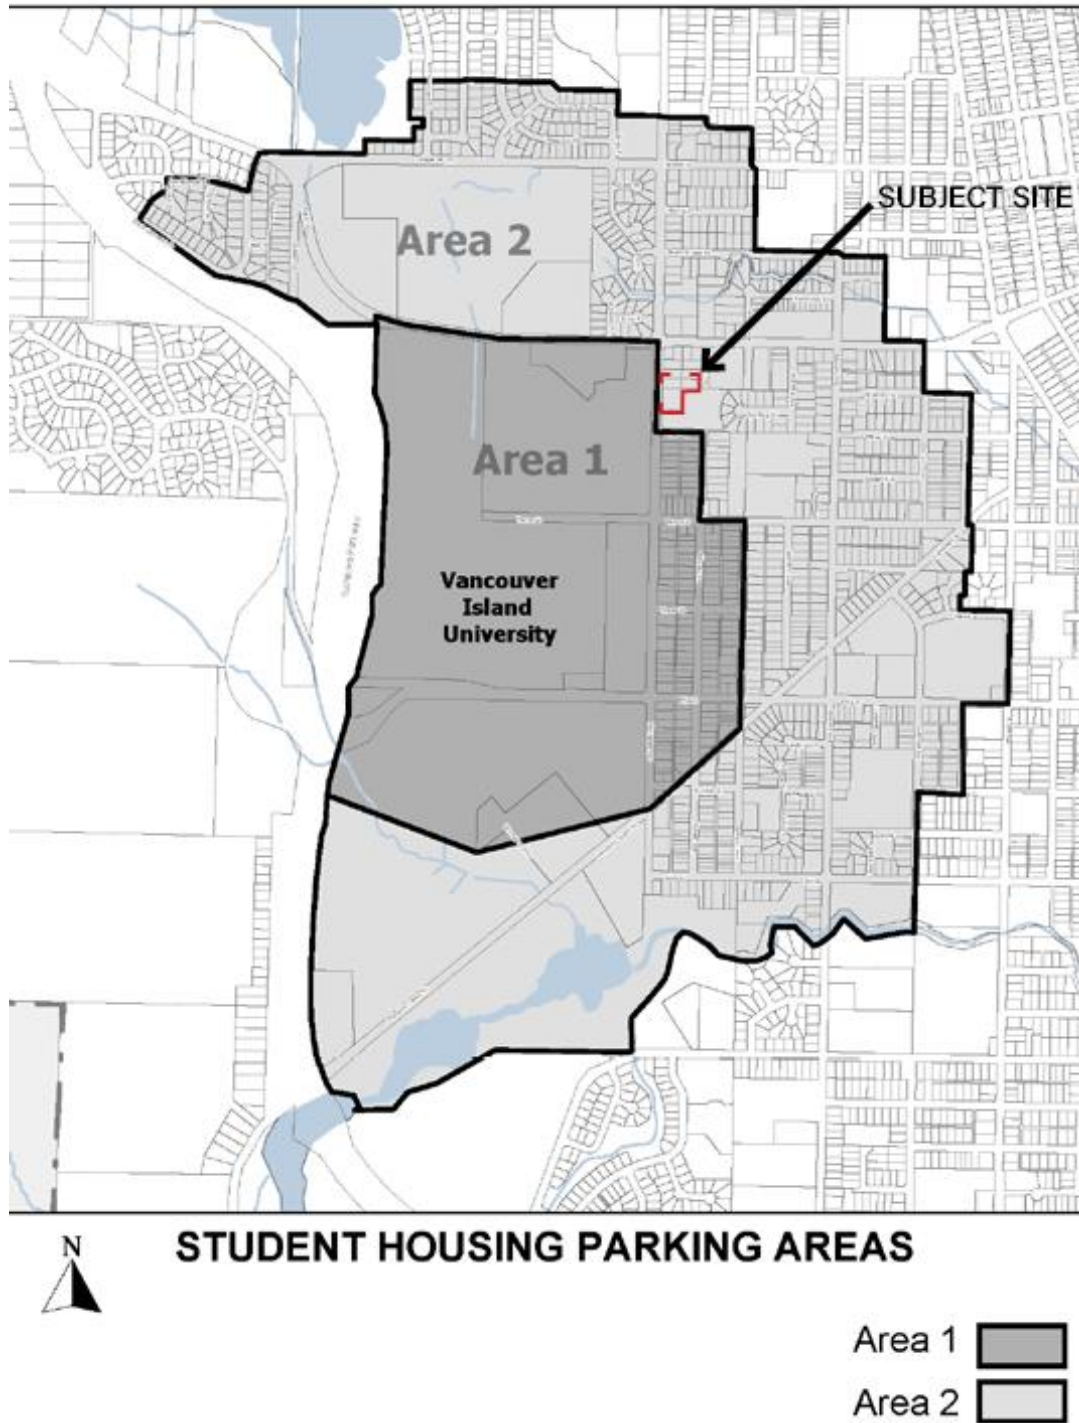 SUBJECT SITE
Area 2
Area 1
Vancouver
Island
University
STUDENT HOUSING PARKING AREAS
N
Area 1
Area 2